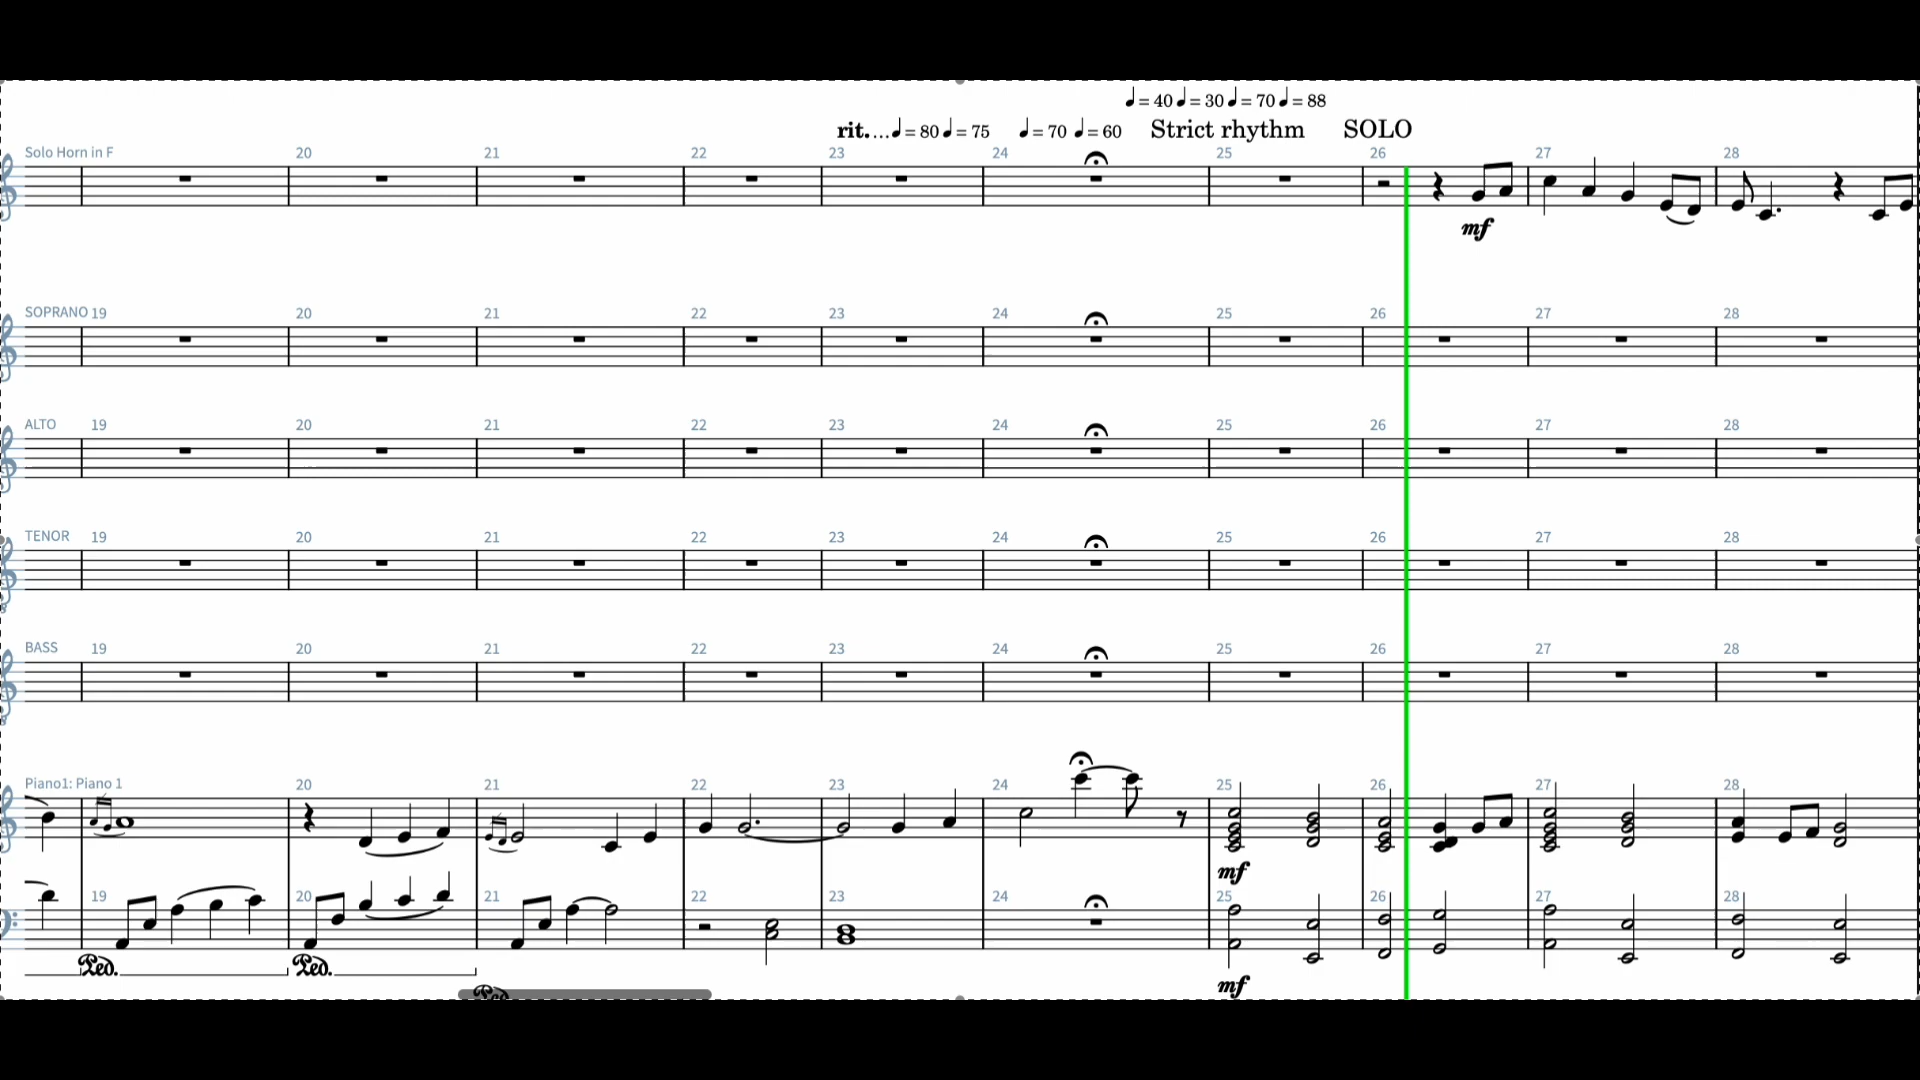 ♩= 40 ♩= 30 ♩= 70 ♩= 88
rit.... ♩= 80 ♩= 75 ♩= 70 ♩= 60 Strict rhythm SOLO
Solo Horn in F 20 21 22 23 24 25 26 27 28
mf
SOPRANO 19 20 21 22 23 24 25 26 27 28
ALTO 19 20 21 22 23 24 25 26 27 28
TENOR 19 20 21 22 23 24 25 26 27 28
BASS 19 20 21 22 23 24 25 26 27 28
Piano1: Piano 1 20 21 22 23 24 25 26 27 28
mf
19 20 21 22 23 24 25 26 27 28
Ped. Ped.
Ped
mf